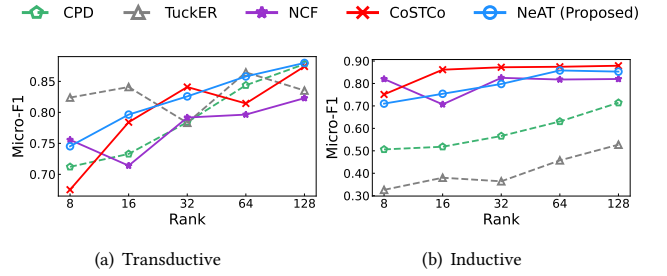 CPD TuckER NCF CoSTCo NeAT (Proposed)
Micro-F1
0.85
0.80
0.75
0.70
8 16 32 64 128
Rank
(a) Transductive
Micro-F1
0.90
0.80
0.70
0.60
0.50
0.40
0.30
8 16 32 64 128
Rank
(b) Inductive